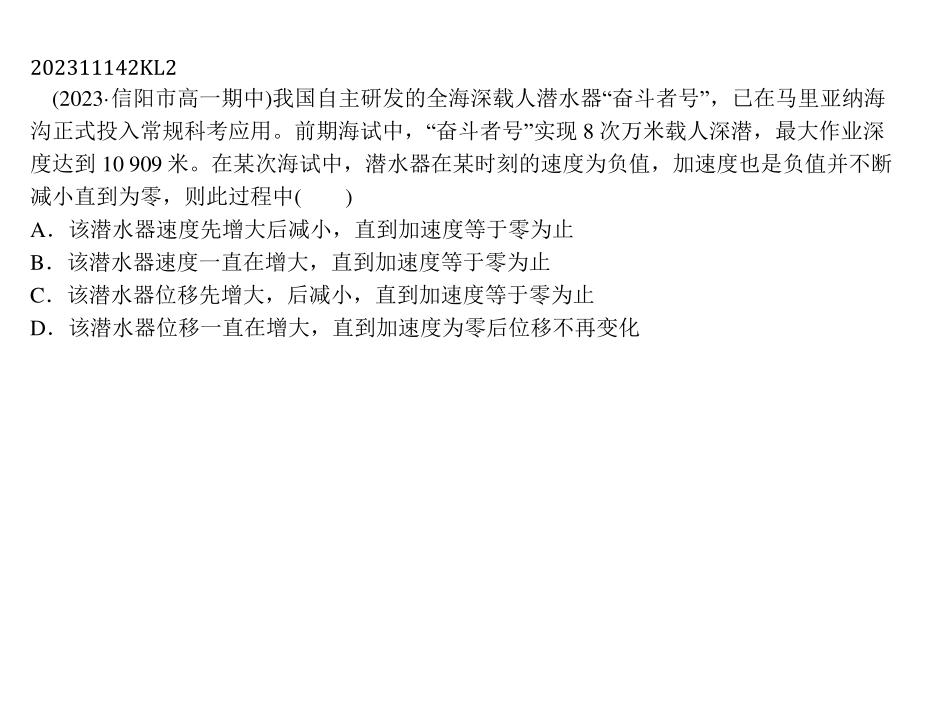 202311142KL2
(2023·信阳市高一期中)我国自主研发的全海深载人潜水器“奋斗者号”，已在马里亚纳海
沟正式投入常规科考应用。前期海试中，“奋斗者号”实现 8 次万米载人深潜，最大作业深
度达到 10 909 米。在某次海试中，潜水器在某时刻的速度为负值，加速度也是负值并不断
减小直到为零，则此过程中(　　)
A．该潜水器速度先增大后减小，直到加速度等于零为止
B．该潜水器速度一直在增大，直到加速度等于零为止
C．该潜水器位移先增大，后减小，直到加速度等于零为止
D．该潜水器位移一直在增大，直到加速度为零后位移不再变化